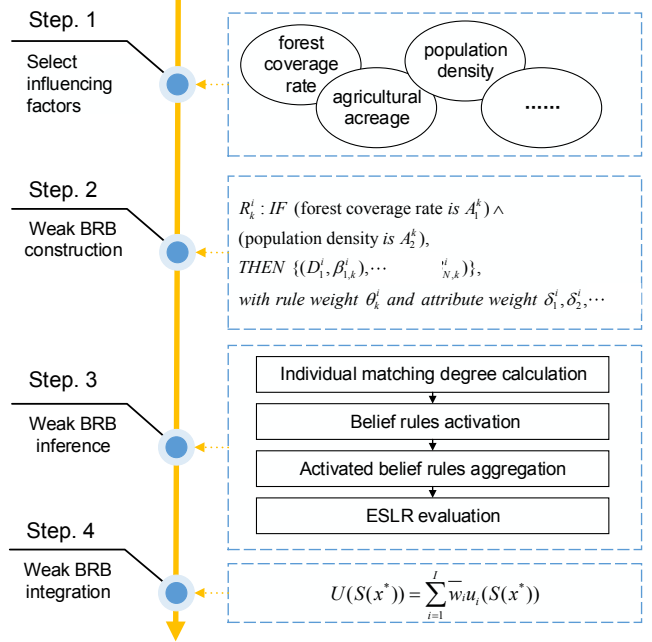 Step. 1
Select
influencing
factors
forest
coverage
rate
agricultural
acreage
population
density
......
Step. 2
Weak BRB
construction
R_k^i : IF (forest coverage rate is A_1^k) ∧
(population density is A_2^k),
THEN {(D_1^i, β_{1,k}^i), ⋯ _{N,k}^i)},
with rule weight θ_k^i and attribute weight δ_1^i, δ_2^i, ⋯
Step. 3
Weak BRB
inference
Individual matching degree calculation
Belief rules activation
Activated belief rules aggregation
ESLR evaluation
Step. 4
Weak BRB
integration
U(S(x^*)) = ∑_{i=1}^{I} \overline{w}_i u_i(S(x^*))